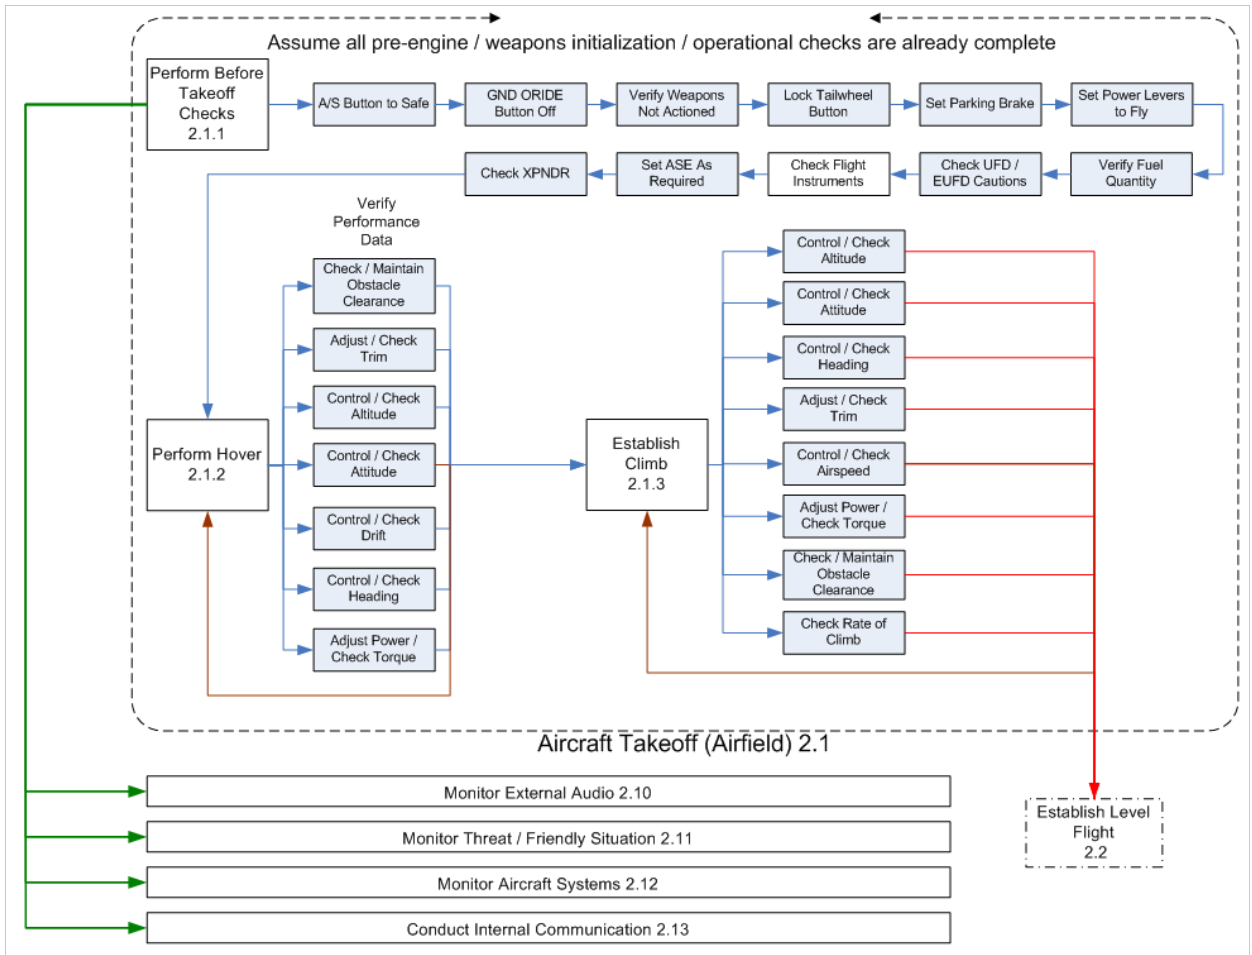 Assume all pre-engine / weapons initialization / operational checks are already complete
Perform Before
Takeoff
Checks
2.1.1
A/S Button to Safe
GND ORIDE
Button Off
Verify Weapons
Not Actioned
Lock Tailwheel
Button
Set Parking Brake
Set Power Levers
to Fly
Check XPNDR
Set ASE As
Required
Check Flight
Instruments
Check UFD /
EUFD Cautions
Verify Fuel
Quantity
Verify
Performance
Data
Check / Maintain
Obstacle
Clearance
Adjust / Check
Trim
Control / Check
Altitude
Control / Check
Attitude
Control / Check
Drift
Control / Check
Heading
Adjust Power /
Check Torque
Perform Hover
2.1.2
Establish
Climb
2.1.3
Control / Check
Altitude
Control / Check
Attitude
Control / Check
Heading
Adjust / Check
Trim
Control / Check
Airspeed
Adjust Power /
Check Torque
Check / Maintain
Obstacle
Clearance
Check Rate of
Climb
Aircraft Takeoff (Airfield) 2.1
Monitor External Audio 2.10
Monitor Threat / Friendly Situation 2.11
Monitor Aircraft Systems 2.12
Conduct Internal Communication 2.13
Establish Level
Flight
2.2